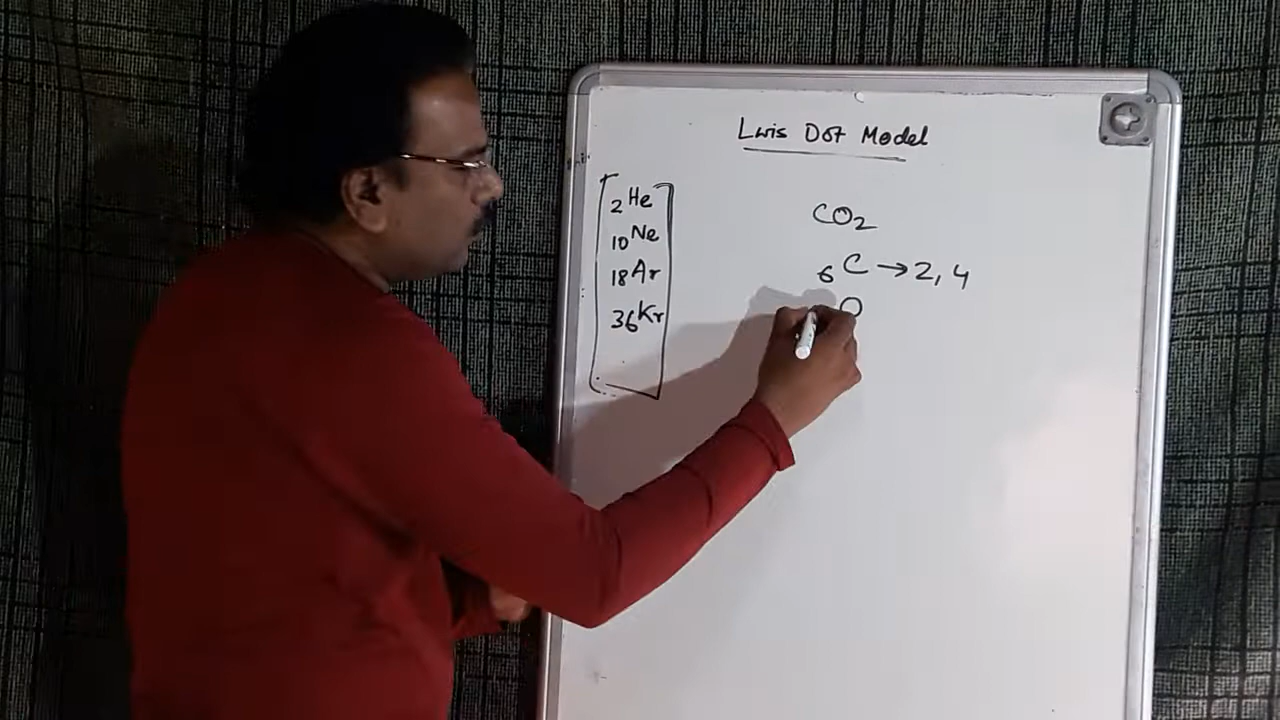 Lwis Dot Model
2He
10Ne
18Ar
36Kr
CO2
6C → 2, 4
O